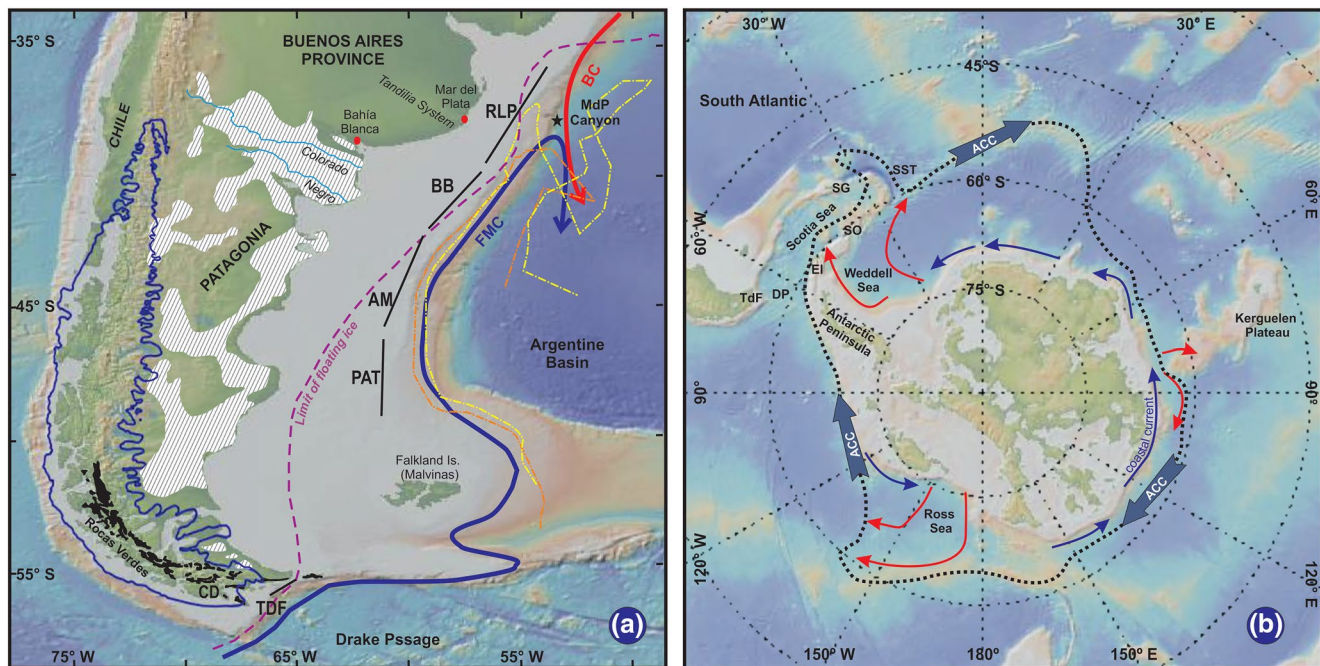 35° S
45° S
55° S
75° W
65° W
55° W
BUENOS AIRES
PROVINCE
CHILE
Tandilia System
Mar del
Plata
Bahía
Blanca
RLP
BC
MdP
Canyon
Colorado
Negro
BB
FMC
PATAGONIA
AM
Argentine
Basin
PAT
Limit of floating ice
Falkland Is.
(Malvinas)
Rocas Verdes
CD
TDF
Drake Pssage
(a)
30° W
0°
30° E
45° S
South Atlantic
ACC
SST
60° S
60° E
SG
Scotia Sea
SO
60° W
EI
Weddell
Sea
75° S
TdF
DP
Antarctic
Peninsula
Kerguelen
Plateau
90°
90°
ACC
coastal current
ACC
Ross
Sea
120° W
120° E
150° W
180°
150° E
(b)